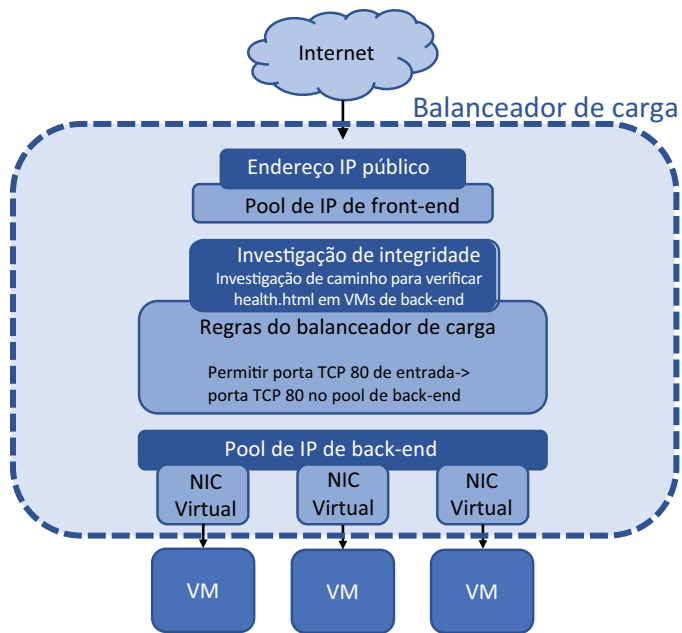 Internet
Balanceador de carga
Endereço IP público
Pool de IP de front-end
Investigação de integridade
Investigação de caminho para verificar
health.html em VMs de back-end
Regras do balanceador de carga
Permitir porta TCP 80 de entrada->
porta TCP 80 no pool de back-end
Pool de IP de back-end
NIC
Virtual
NIC
Virtual
NIC
Virtual
VM
VM
VM